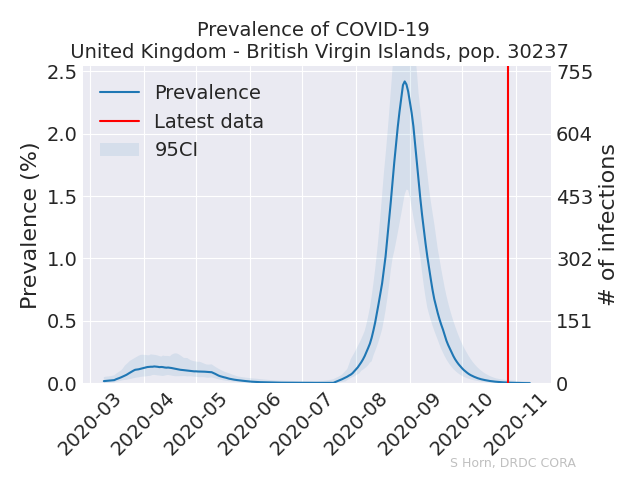 Prevalence of COVID-19
United Kingdom - British Virgin Islands, pop. 30237
Prevalence
Latest data
95CI
Prevalence (%)
2.5
2.0
1.5
1.0
0.5
0.0
755
604
453
302
151
0
# of infections
2020-03
2020-04
2020-05
2020-06
2020-07
2020-08
2020-09
2020-10
2020-11
S Horn, DRDC CORA